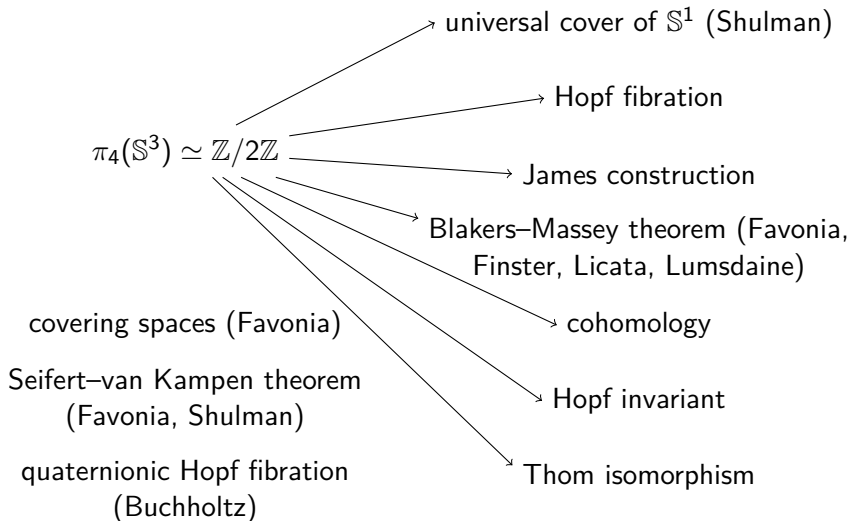 universal cover of 𝕊¹ (Shulman)
Hopf fibration
π₄(𝕊³) ≃ ℤ/2ℤ
James construction
Blakers–Massey theorem (Favonia,
Finster, Licata, Lumsdaine)
covering spaces (Favonia)
cohomology
Seifert–van Kampen theorem
(Favonia, Shulman)
Hopf invariant
quaternionic Hopf fibration
(Buchholtz)
Thom isomorphism